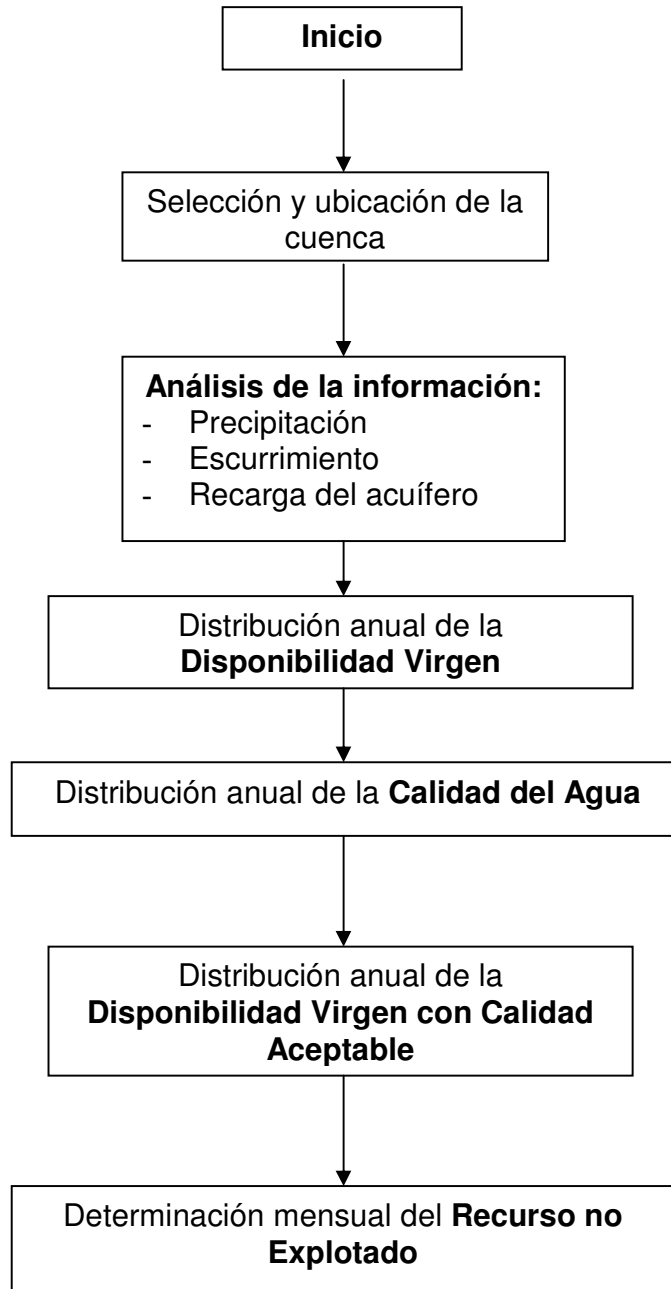 Inicio
Selección y ubicación de la
cuenca
Análisis de la información:
- Precipitación
- Escurrimiento
- Recarga del acuífero
Distribución anual de la
Disponibilidad Virgen
Distribución anual de la Calidad del Agua
Distribución anual de la
Disponibilidad Virgen con Calidad
Aceptable
Determinación mensual del Recurso no
Explotado